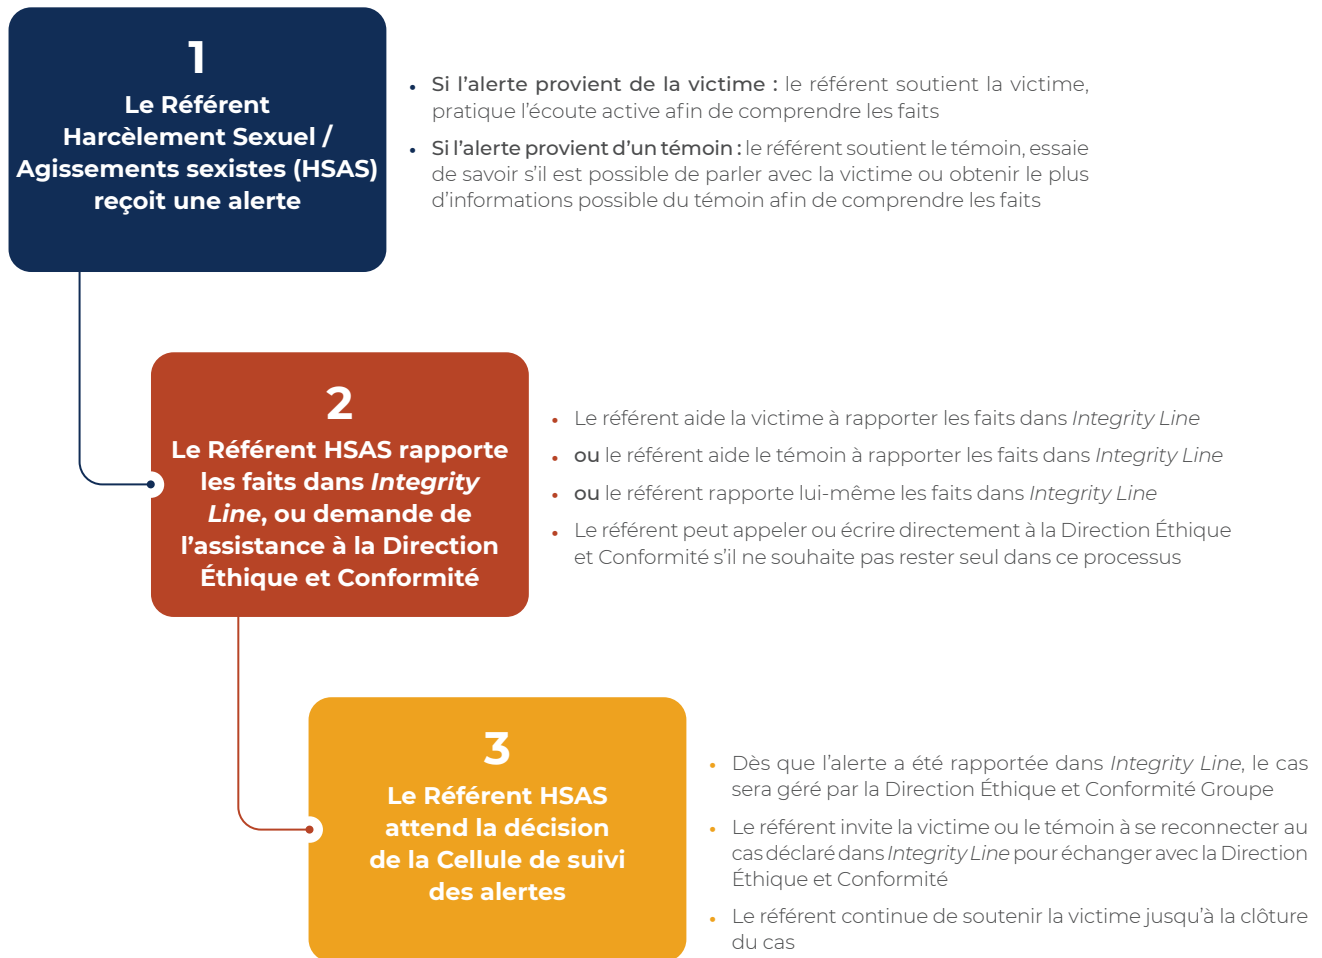 1
Le Référent
Harcèlement Sexuel /
Agissements sexistes (HSAS)
reçoit une alerte
• Si l’alerte provient de la victime : le référent soutient la victime,
pratique l’écoute active afin de comprendre les faits
• Si l’alerte provient d’un témoin : le référent soutient le témoin, essaie
de savoir s’il est possible de parler avec la victime ou obtenir le plus
d’informations possible du témoin afin de comprendre les faits
2
Le Référent HSAS rapporte
les faits dans Integrity
Line, ou demande de
l’assistance à la Direction
Éthique et Conformité
• Le référent aide la victime à rapporter les faits dans Integrity Line
• ou le référent aide le témoin à rapporter les faits dans Integrity Line
• ou le référent rapporte lui-même les faits dans Integrity Line
• Le référent peut appeler ou écrire directement à la Direction Éthique
et Conformité s’il ne souhaite pas rester seul dans ce processus
3
Le Référent HSAS
attend la décision
de la Cellule de suivi
des alertes
• Dès que l’alerte a été rapportée dans Integrity Line, le cas
sera géré par la Direction Éthique et Conformité Groupe
• Le référent invite la victime ou le témoin à se reconnecter au
cas déclaré dans Integrity Line pour échanger avec la Direction
Éthique et Conformité
• Le référent continue de soutenir la victime jusqu’à la clôture
du cas